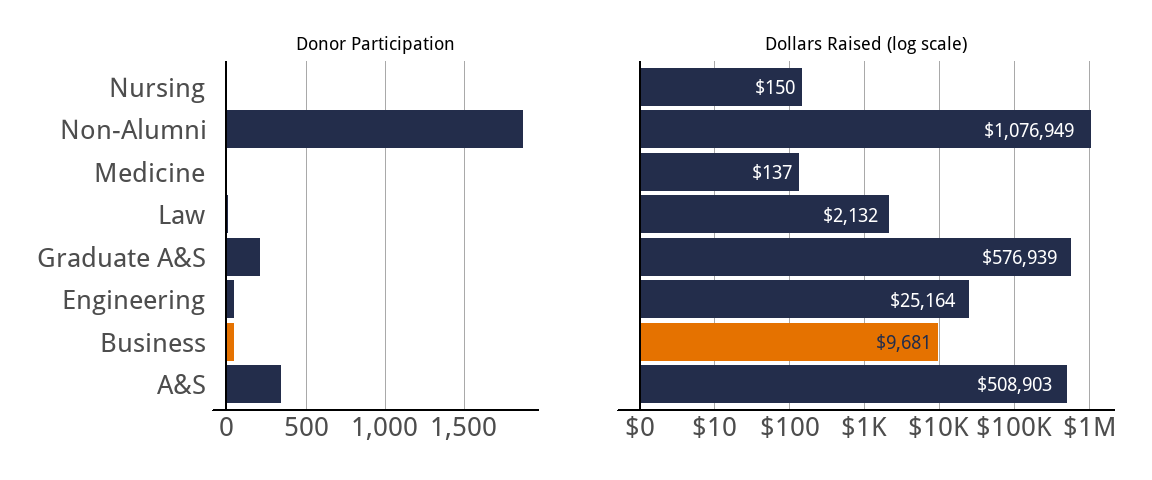 Donor Participation
Dollars Raised (log scale)
Nursing
$150
Non-Alumni
$1,076,949
Medicine
$137
Law
$2,132
Graduate A&S
$576,939
Engineering
$25,164
Business
$9,681
A&S
$508,903
0 500 1,000 1,500
$0 $10 $100 $1K $10K $100K $1M